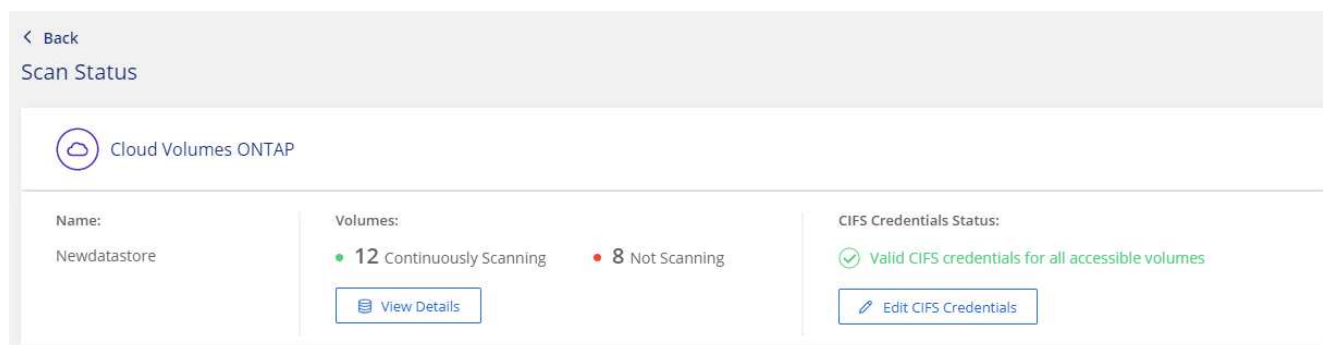 Back
Scan Status
Cloud Volumes ONTAP
Name:
Newdatastore
Volumes:
12 Continuously Scanning
8 Not Scanning
View Details
CIFS Credentials Status:
Valid CIFS credentials for all accessible volumes
Edit CIFS Credentials